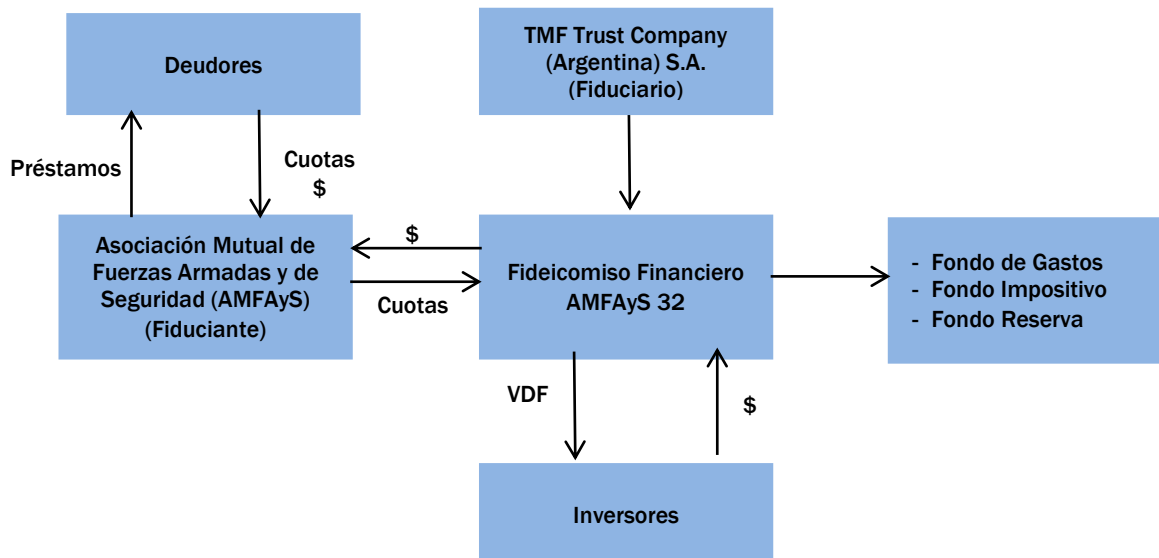 Deudores
TMF Trust Company
(Argentina) S.A.
(Fiduciario)
Préstamos
Cuotas
$
Asociación Mutual de
Fuerzas Armadas y de
Seguridad (AMFAyS)
(Fiduciante)
$
Cuotas
Fideicomiso Financiero
AMFAyS 32
- Fondo de Gastos
- Fondo Impositivo
- Fondo Reserva
VDF
$
Inversores